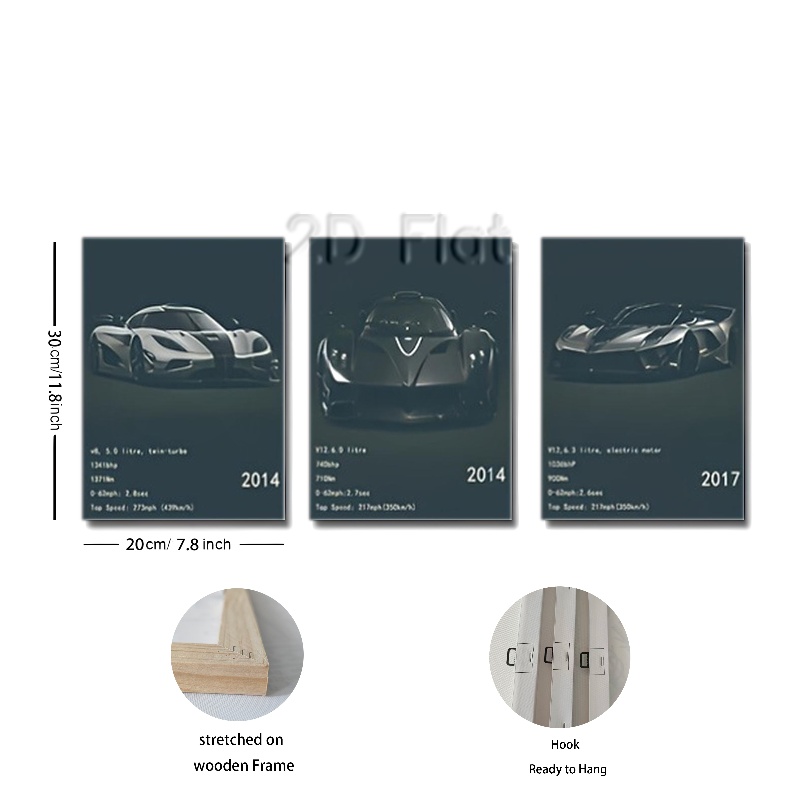 2D Flat
30cm/11.8inch
v8, 5.0 litre, twin-turbo
1341bhp
1371Nm
0-62mph: 2.8sec
Top Speed: 273mph (439km/h)
2014
V12.6.0 litre
740bhp
710Nm
0-62mph:2.7sec
Top Speed: 217mph(350km/h)
2014
V12,6.3 litre, electric motor
1036bhP
900Nm
0-62mph:2.6sec
Top Speed: 217mph(350km/h)
2017
20cm/ 7.8 inch
stretched on
wooden Frame
Hook
Ready to Hang